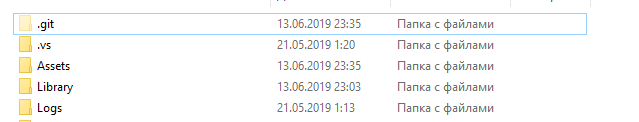 .git 13.06.2019 23:35 Папка с файлами
.vs 21.05.2019 1:20 Папка с файлами
Assets 13.06.2019 23:35 Папка с файлами
Library 13.06.2019 23:03 Папка с файлами
Logs 21.05.2019 1:13 Папка с файлами